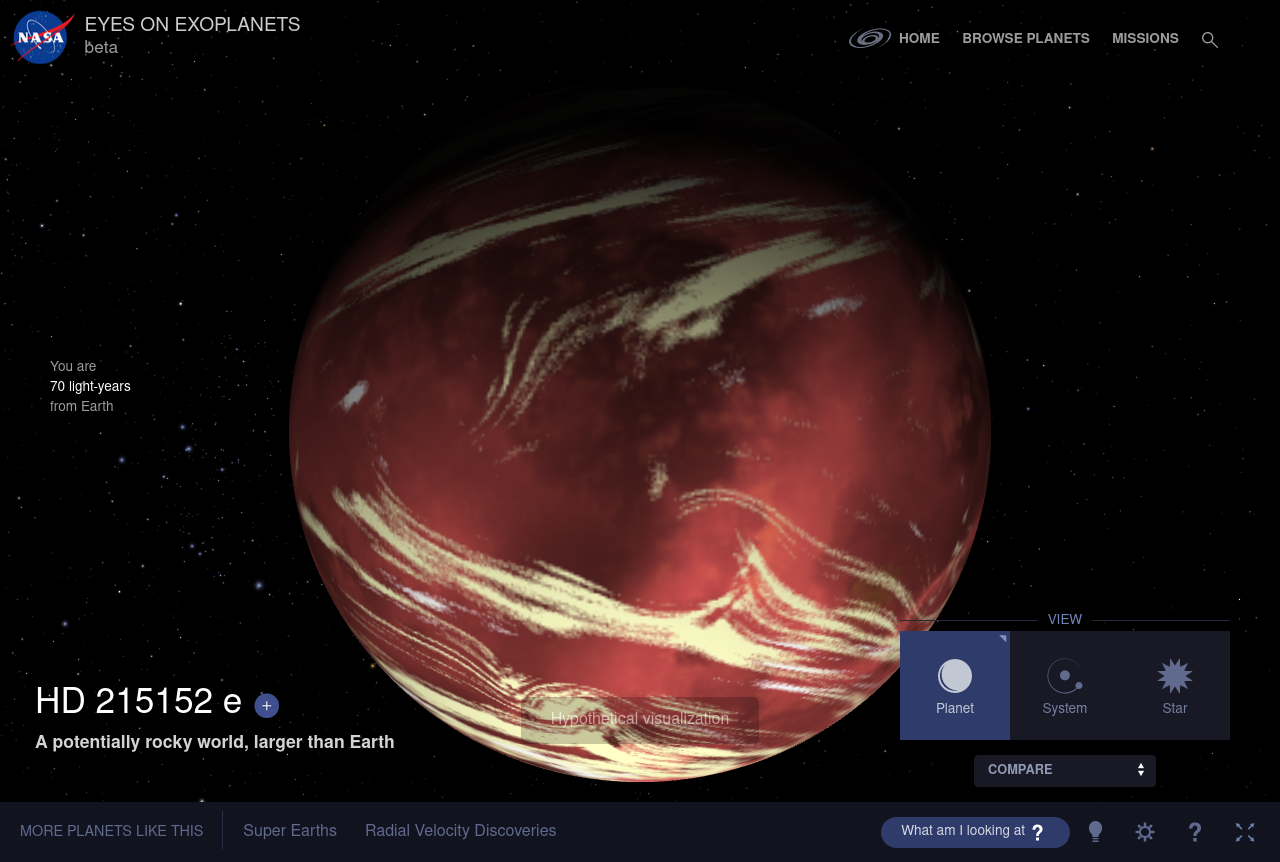 NASA
EYES ON EXOPLANETS
beta
HOME
BROWSE PLANETS
MISSIONS
You are
70 light-years
from Earth
VIEW
Planet
System
Star
HD 215152 e +
A potentially rocky world, larger than Earth
Hypothetical visualization
COMPARE
MORE PLANETS LIKE THIS
Super Earths
Radial Velocity Discoveries
What am I looking at ?
?